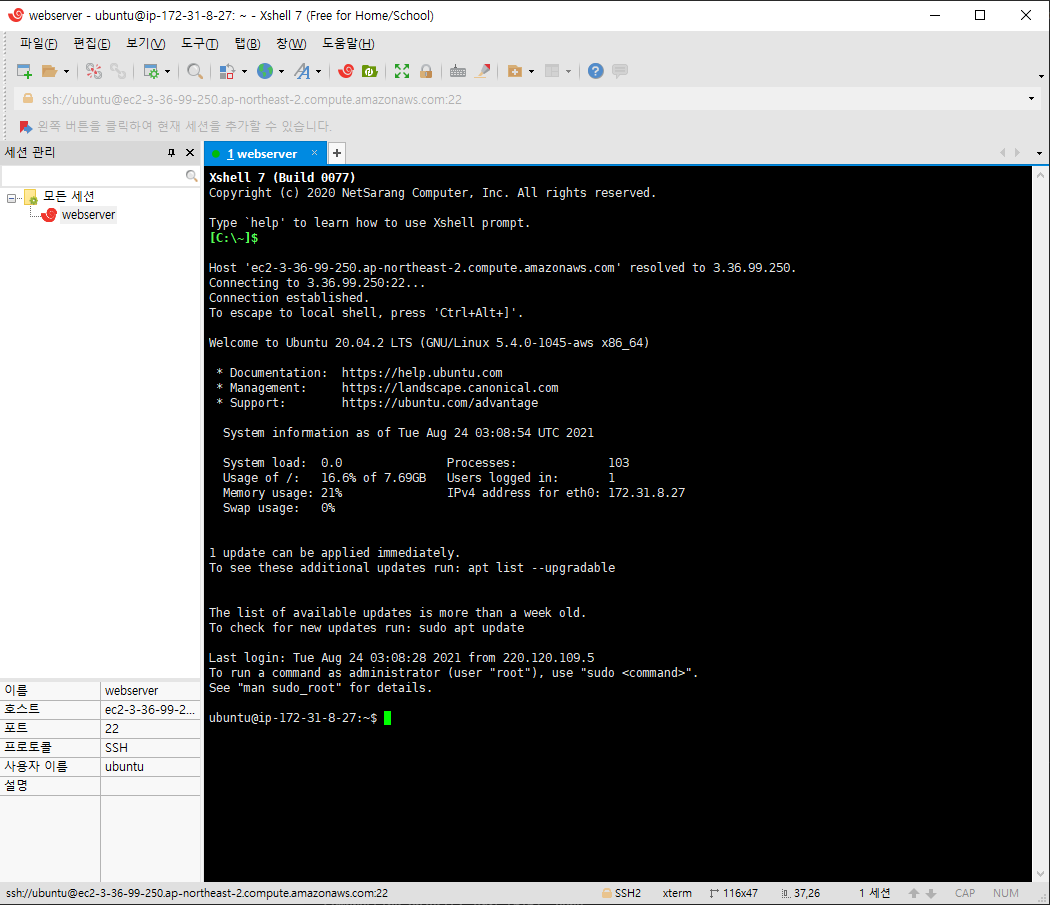 webserver - ubuntu@ip-172-31-8-27: ~ - Xshell 7 (Free for Home/School)
파일(F) 편집(E) 보기(V) 도구(T) 탭(B) 창(W) 도움말(H)
ssh://ubuntu@ec2-3-36-99-250.ap-northeast-2.compute.amazonaws.com:22
왼쪽 버튼을 클릭하여 현재 세션을 추가할 수 있습니다.
세션 관리
모든 세션
webserver
1 webserver
Xshell 7 (Build 0077)
Copyright (c) 2020 NetSarang Computer, Inc. All rights reserved.
Type `help' to learn how to use Xshell prompt.
[C:\~]$
Host 'ec2-3-36-99-250.ap-northeast-2.compute.amazonaws.com' resolved to 3.36.99.250.
Connecting to 3.36.99.250:22...
Connection established.
To escape to local shell, press 'Ctrl+Alt+]'.
Welcome to Ubuntu 20.04.2 LTS (GNU/Linux 5.4.0-1045-aws x86_64)
* Documentation:  https://help.ubuntu.com
* Management:     https://landscape.canonical.com
* Support:        https://ubuntu.com/advantage
System information as of Tue Aug 24 03:08:54 UTC 2021
System load:  0.0               Processes:             103
Usage of /:   16.6% of 7.69GB   Users logged in:       1
Memory usage: 21%               IPv4 address for eth0: 172.31.8.27
Swap usage:   0%
1 update can be applied immediately.
To see these additional updates run: apt list --upgradable
The list of available updates is more than a week old.
To check for new updates run: sudo apt update
Last login: Tue Aug 24 03:08:28 2021 from 220.120.109.5
To run a command as administrator (user "root"), use "sudo <command>".
See "man sudo_root" for details.
ubuntu@ip-172-31-8-27:~$
이름 webserver
호스트 ec2-3-36-99-2...
포트 22
프로토콜 SSH
사용자 이름 ubuntu
설명
ssh://ubuntu@ec2-3-36-99-250.ap-northeast-2.compute.amazonaws.com:22 SSH2 xterm 116x47 37,26 1 세션 CAP NUM